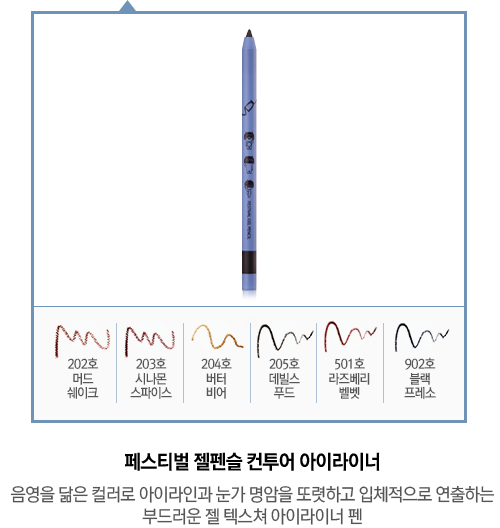 FESTIVAL GEL PENCIL
202호 203호 204호 205호 501호 902호
머드 시나몬 버터 데빌스 라즈베리 블랙
쉐이크 스파이스 비어 푸드 벨벳 프레소
페스티벌 젤펜슬 컨투어 아이라이너
음영을 닮은 컬러로 아이라인과 눈가 명암을 또렷하고 입체적으로 연출하는
부드러운 젤 텍스쳐 아이라이너 펜